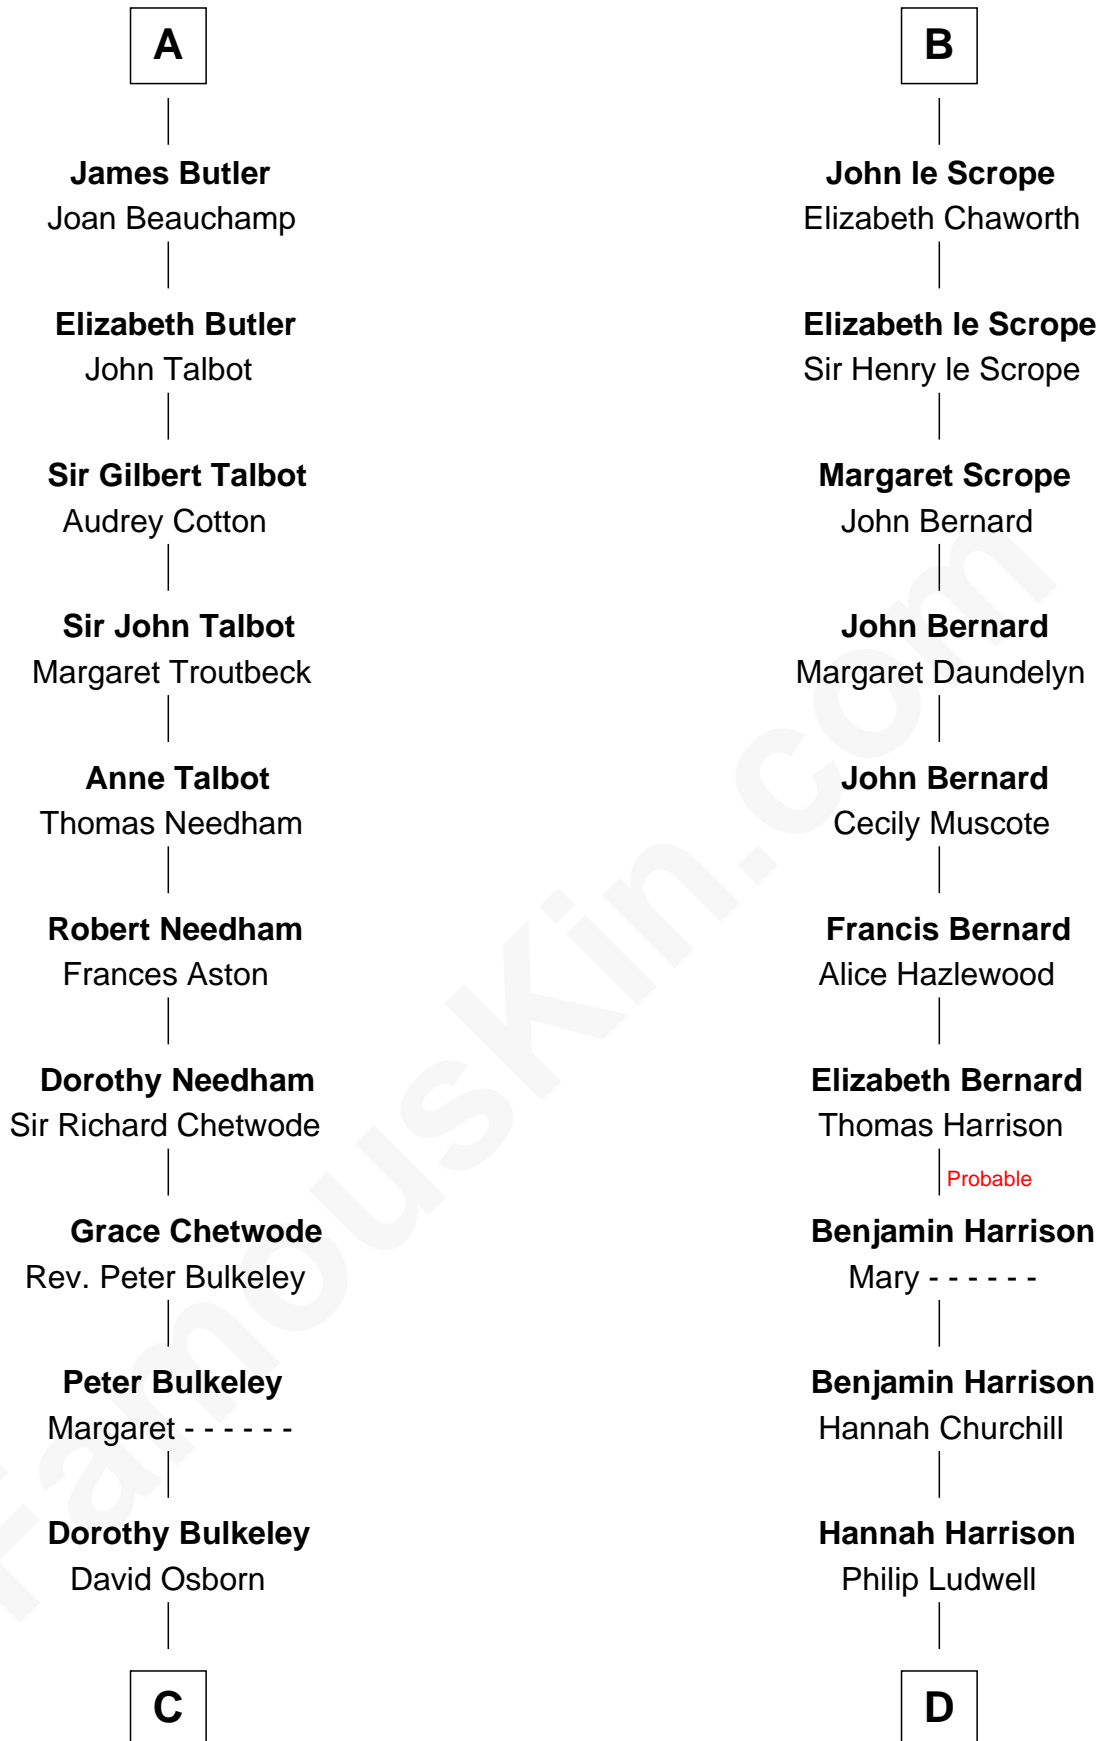 A
James Butler
Joan Beauchamp
Elizabeth Butler
John Talbot
Sir Gilbert Talbot
Audrey Cotton
Sir John Talbot
Margaret Troutbeck
Anne Talbot
Thomas Needham
Robert Needham
Frances Aston
Dorothy Needham
Sir Richard Chetwode
Grace Chetwode
Rev. Peter Bulkeley
Peter Bulkeley
Margaret - - - - - -
Dorothy Bulkeley
David Osborn
C
B
John le Scrope
Elizabeth Chaworth
Elizabeth le Scrope
Sir Henry le Scrope
Margaret Scrope
John Bernard
John Bernard
Margaret Daundelyn
John Bernard
Cecily Muscote
Francis Bernard
Alice Hazlewood
Elizabeth Bernard
Thomas Harrison
Probable
Benjamin Harrison
Mary - - - - - -
Benjamin Harrison
Hannah Churchill
Hannah Harrison
Philip Ludwell
D
FamousKin.com